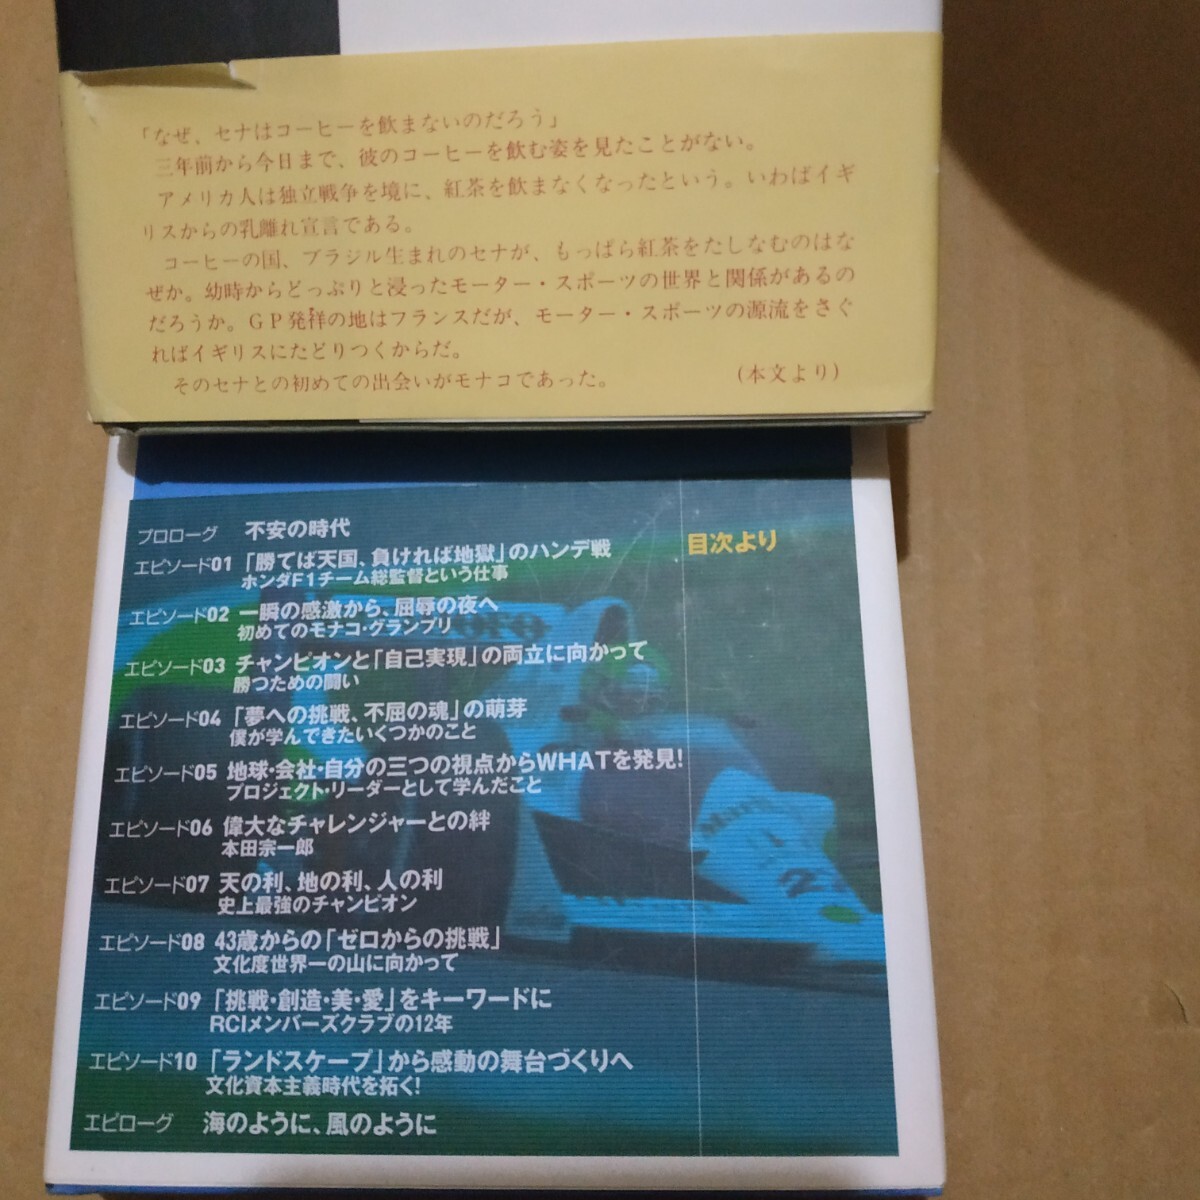 「なぜ、セナはコーヒーを飲まないのだろう」
三年前から今日まで、彼のコーヒーを飲む姿を見たことがない。
アメリカ人は独立戦争を境に、紅茶を飲まなくなったという。いわばイギ
リスからの乳離れ宣言である。
コーヒーの国、ブラジル生まれのセナが、もっぱら紅茶をたしなむのはな
ぜか。幼時からどっぷりと浸ったモーター・スポーツの世界と関係があるの
だろうか。GP発祥の地はフランスだが、モーター・スポーツの源流をさぐ
ればイギリスにたどりつくからだ。
そのセナとの初めての出会いがモナコであった。 (本文より)
目次より
プロローグ 不安の時代
エピソード01 「勝てば天国、負ければ地獄」のハンデ戦
ホンダF1チーム総監督という仕事
エピソード02 一瞬の感激から、屈辱の夜へ
初めてのモナコ・グランプリ
エピソード03 チャンピオンと「自己実現」の両立に向かって
勝つための闘い
エピソード04 「夢への挑戦、不屈の魂」の萌芽
僕が学んできたいくつかのこと
エピソード05 地球・会社・自分の三つの視点からWHATを発見!
プロジェクト・リーダーとして学んだこと
エピソード06 偉大なチャレンジャーとの絆
本田宗一郎
エピソード07 天の利、地の利、人の利
史上最強のチャンピオン
エピソード08 43歳からの「ゼロからの挑戦」
文化度世界一の山に向かって
エピソード09 「挑戦・創造・美・愛」をキーワードに
RCIメンバーズクラブの12年
エピソード10 「ランドスケープ」から感動の舞台づくりへ
文化資本主義時代を拓く!
エピローグ 海のように、風のように